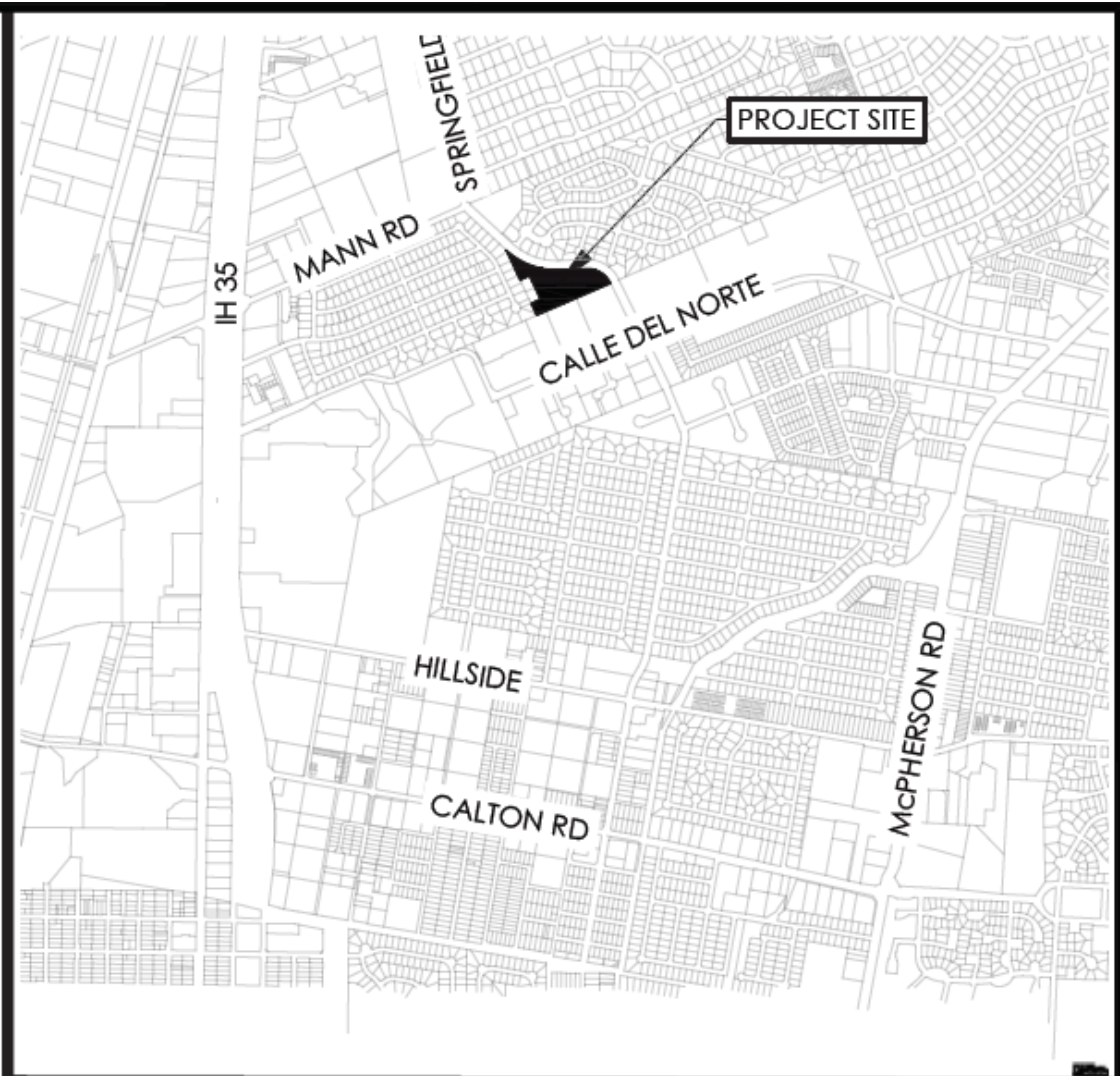 SPRINGFIELD
PROJECT SITE
MANN RD
IH 35
CALLE DEL NORTE
HILLSIDE
McPHERSON RD
CALTON RD